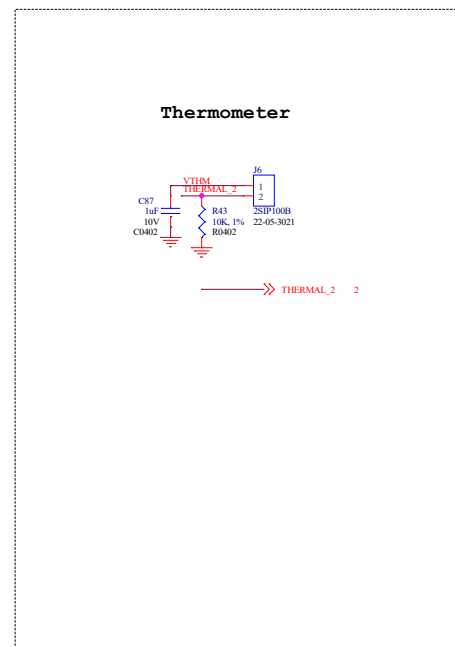 Thermometer
J6
VTHM
THERMAL_2
1
2
C87
1uF
10V
C0402
R43
10K, 1%
R0402
2SIP100B
22-05-3021
THERMAL_2 2